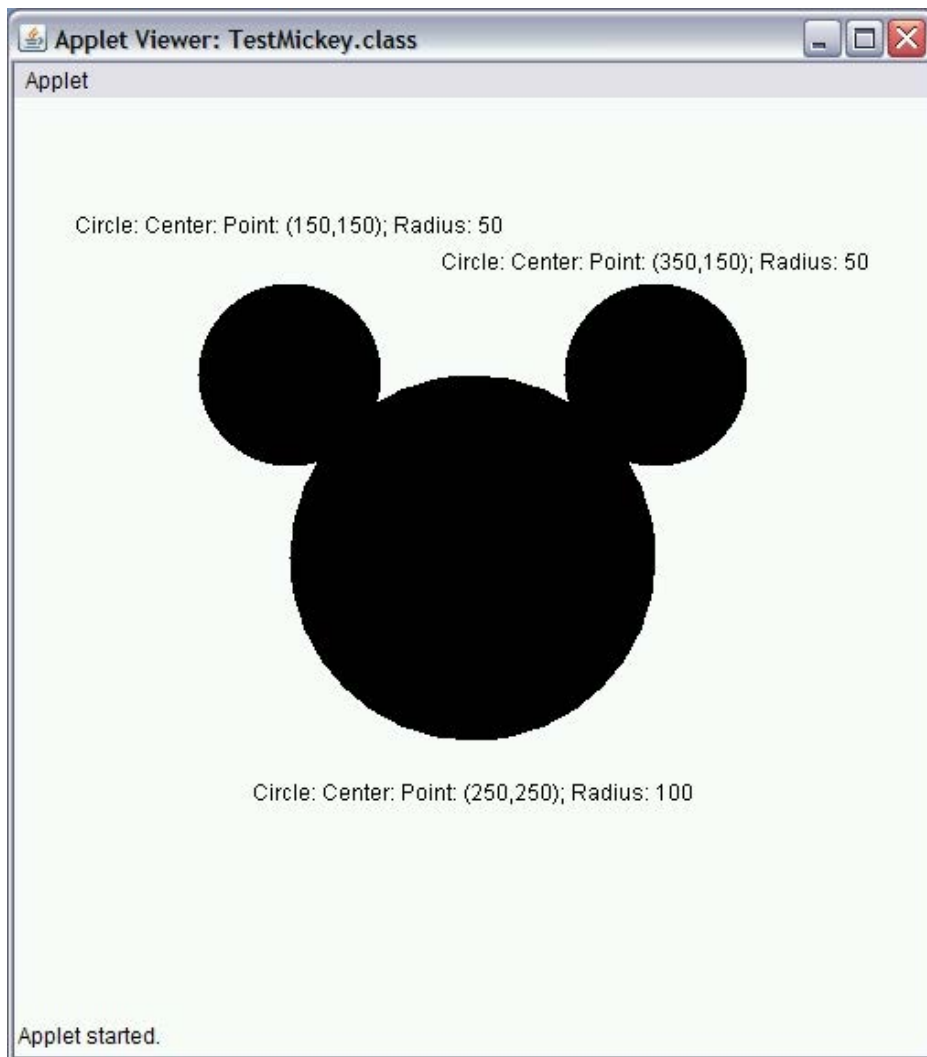 Applet Viewer: TestMickey.class
Applet
Circle: Center: Point: (150,150); Radius: 50
Circle: Center: Point: (350,150); Radius: 50
Circle: Center: Point: (250,250); Radius: 100
Applet started.